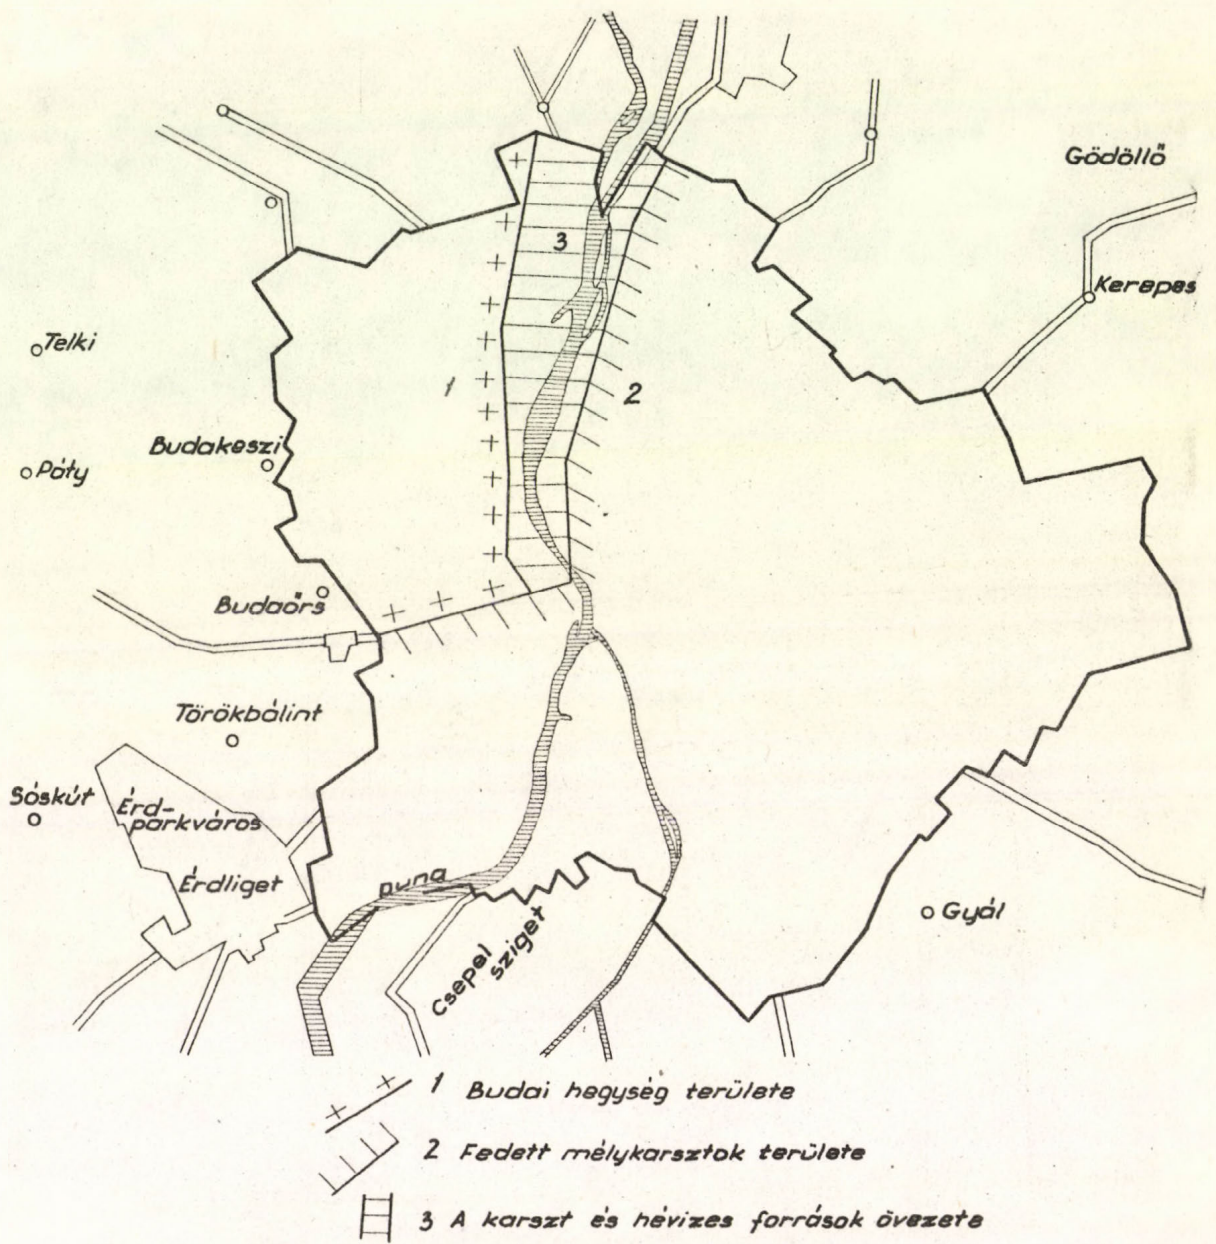 Gödöllő
3
Kerepes
Telki
1
2
Budakeszi
Páty
Budaőrs
Törökbálint
Sóskút
Érd-
parkváros
Érdliget
Duna
Gyál
Csepel
sziget
1 Budai hegység területe
2 Fedett mélykarsztok területe
3 A karszt és hévizes források övezete